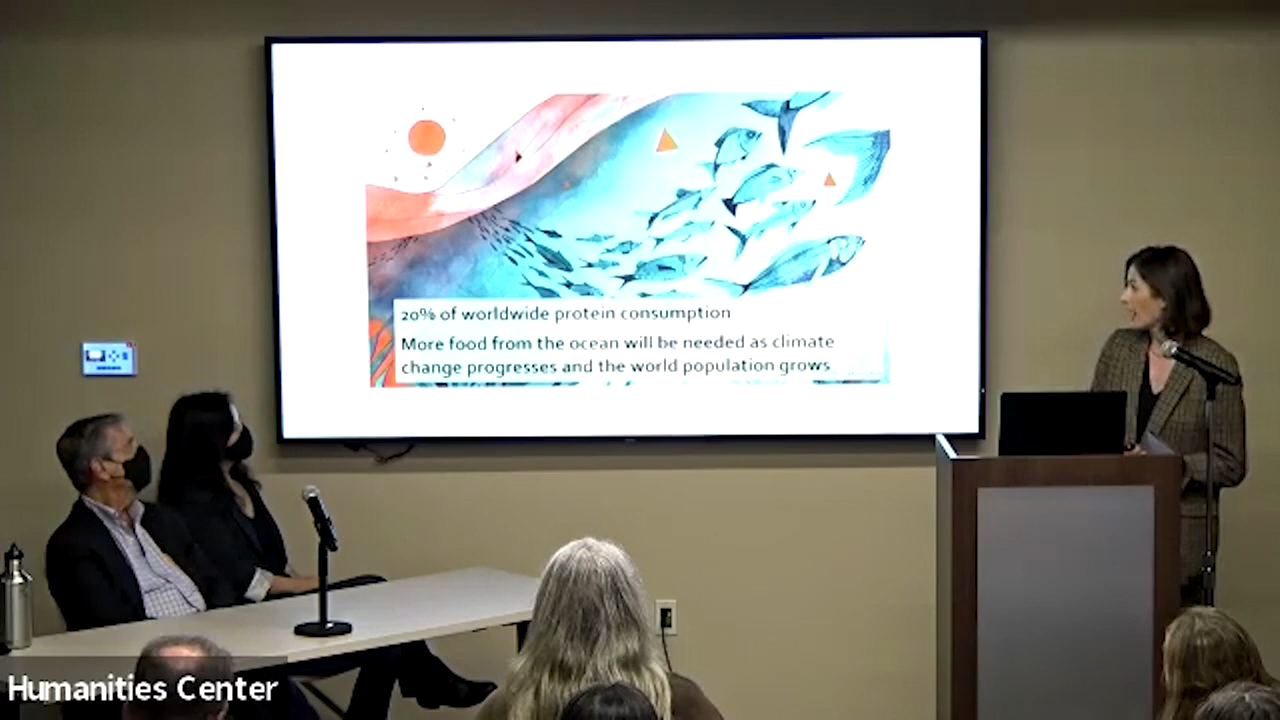 20% of worldwide protein consumption
More food from the ocean will be needed as climate
change progresses and the world population grows
Humanities Center